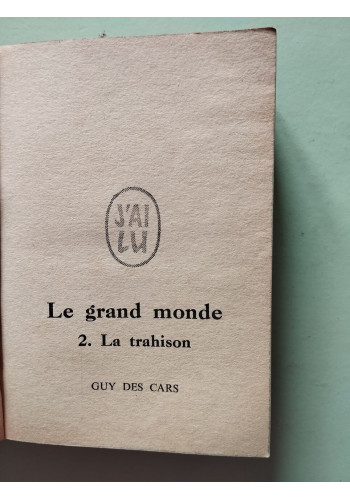 J'AI
LU
Le grand monde
2. La trahison
GUY DES CARS